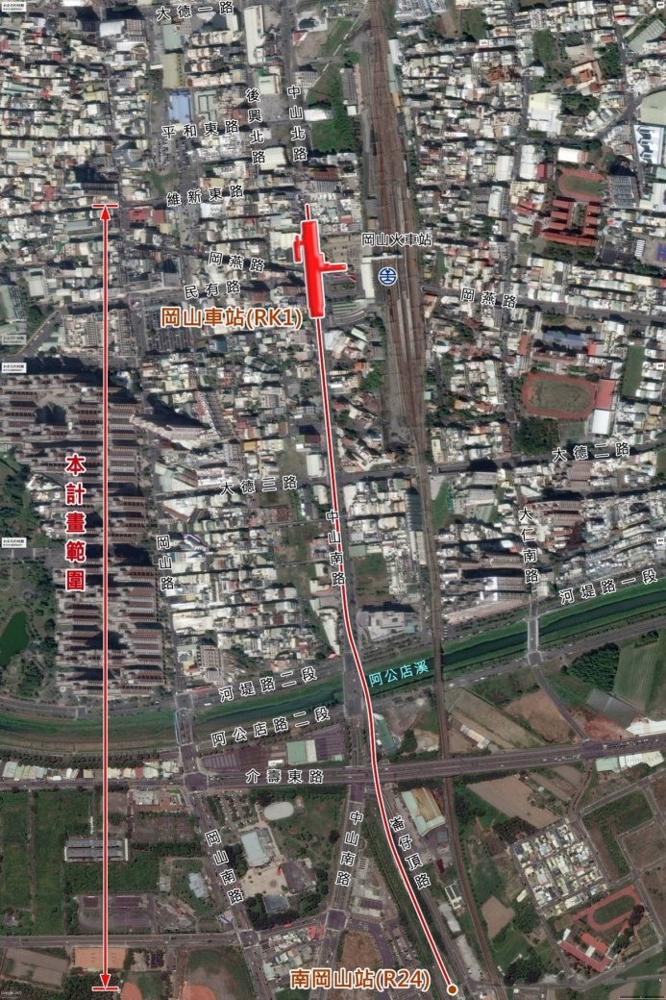 大德一路
後興北路
中山北路
平和東路
維新東路
岡山火車站
岡燕路
民有路
岡燕路
岡山車站(RK1)
大德二路
本計畫範圍
大德三路
中山南路
大仁南路
岡山路
河堤路一段
阿公店溪
河堤路二段
阿公店路二段
介壽東路
中山南路
崙仔頂路
岡山南路
南岡山站(R24)